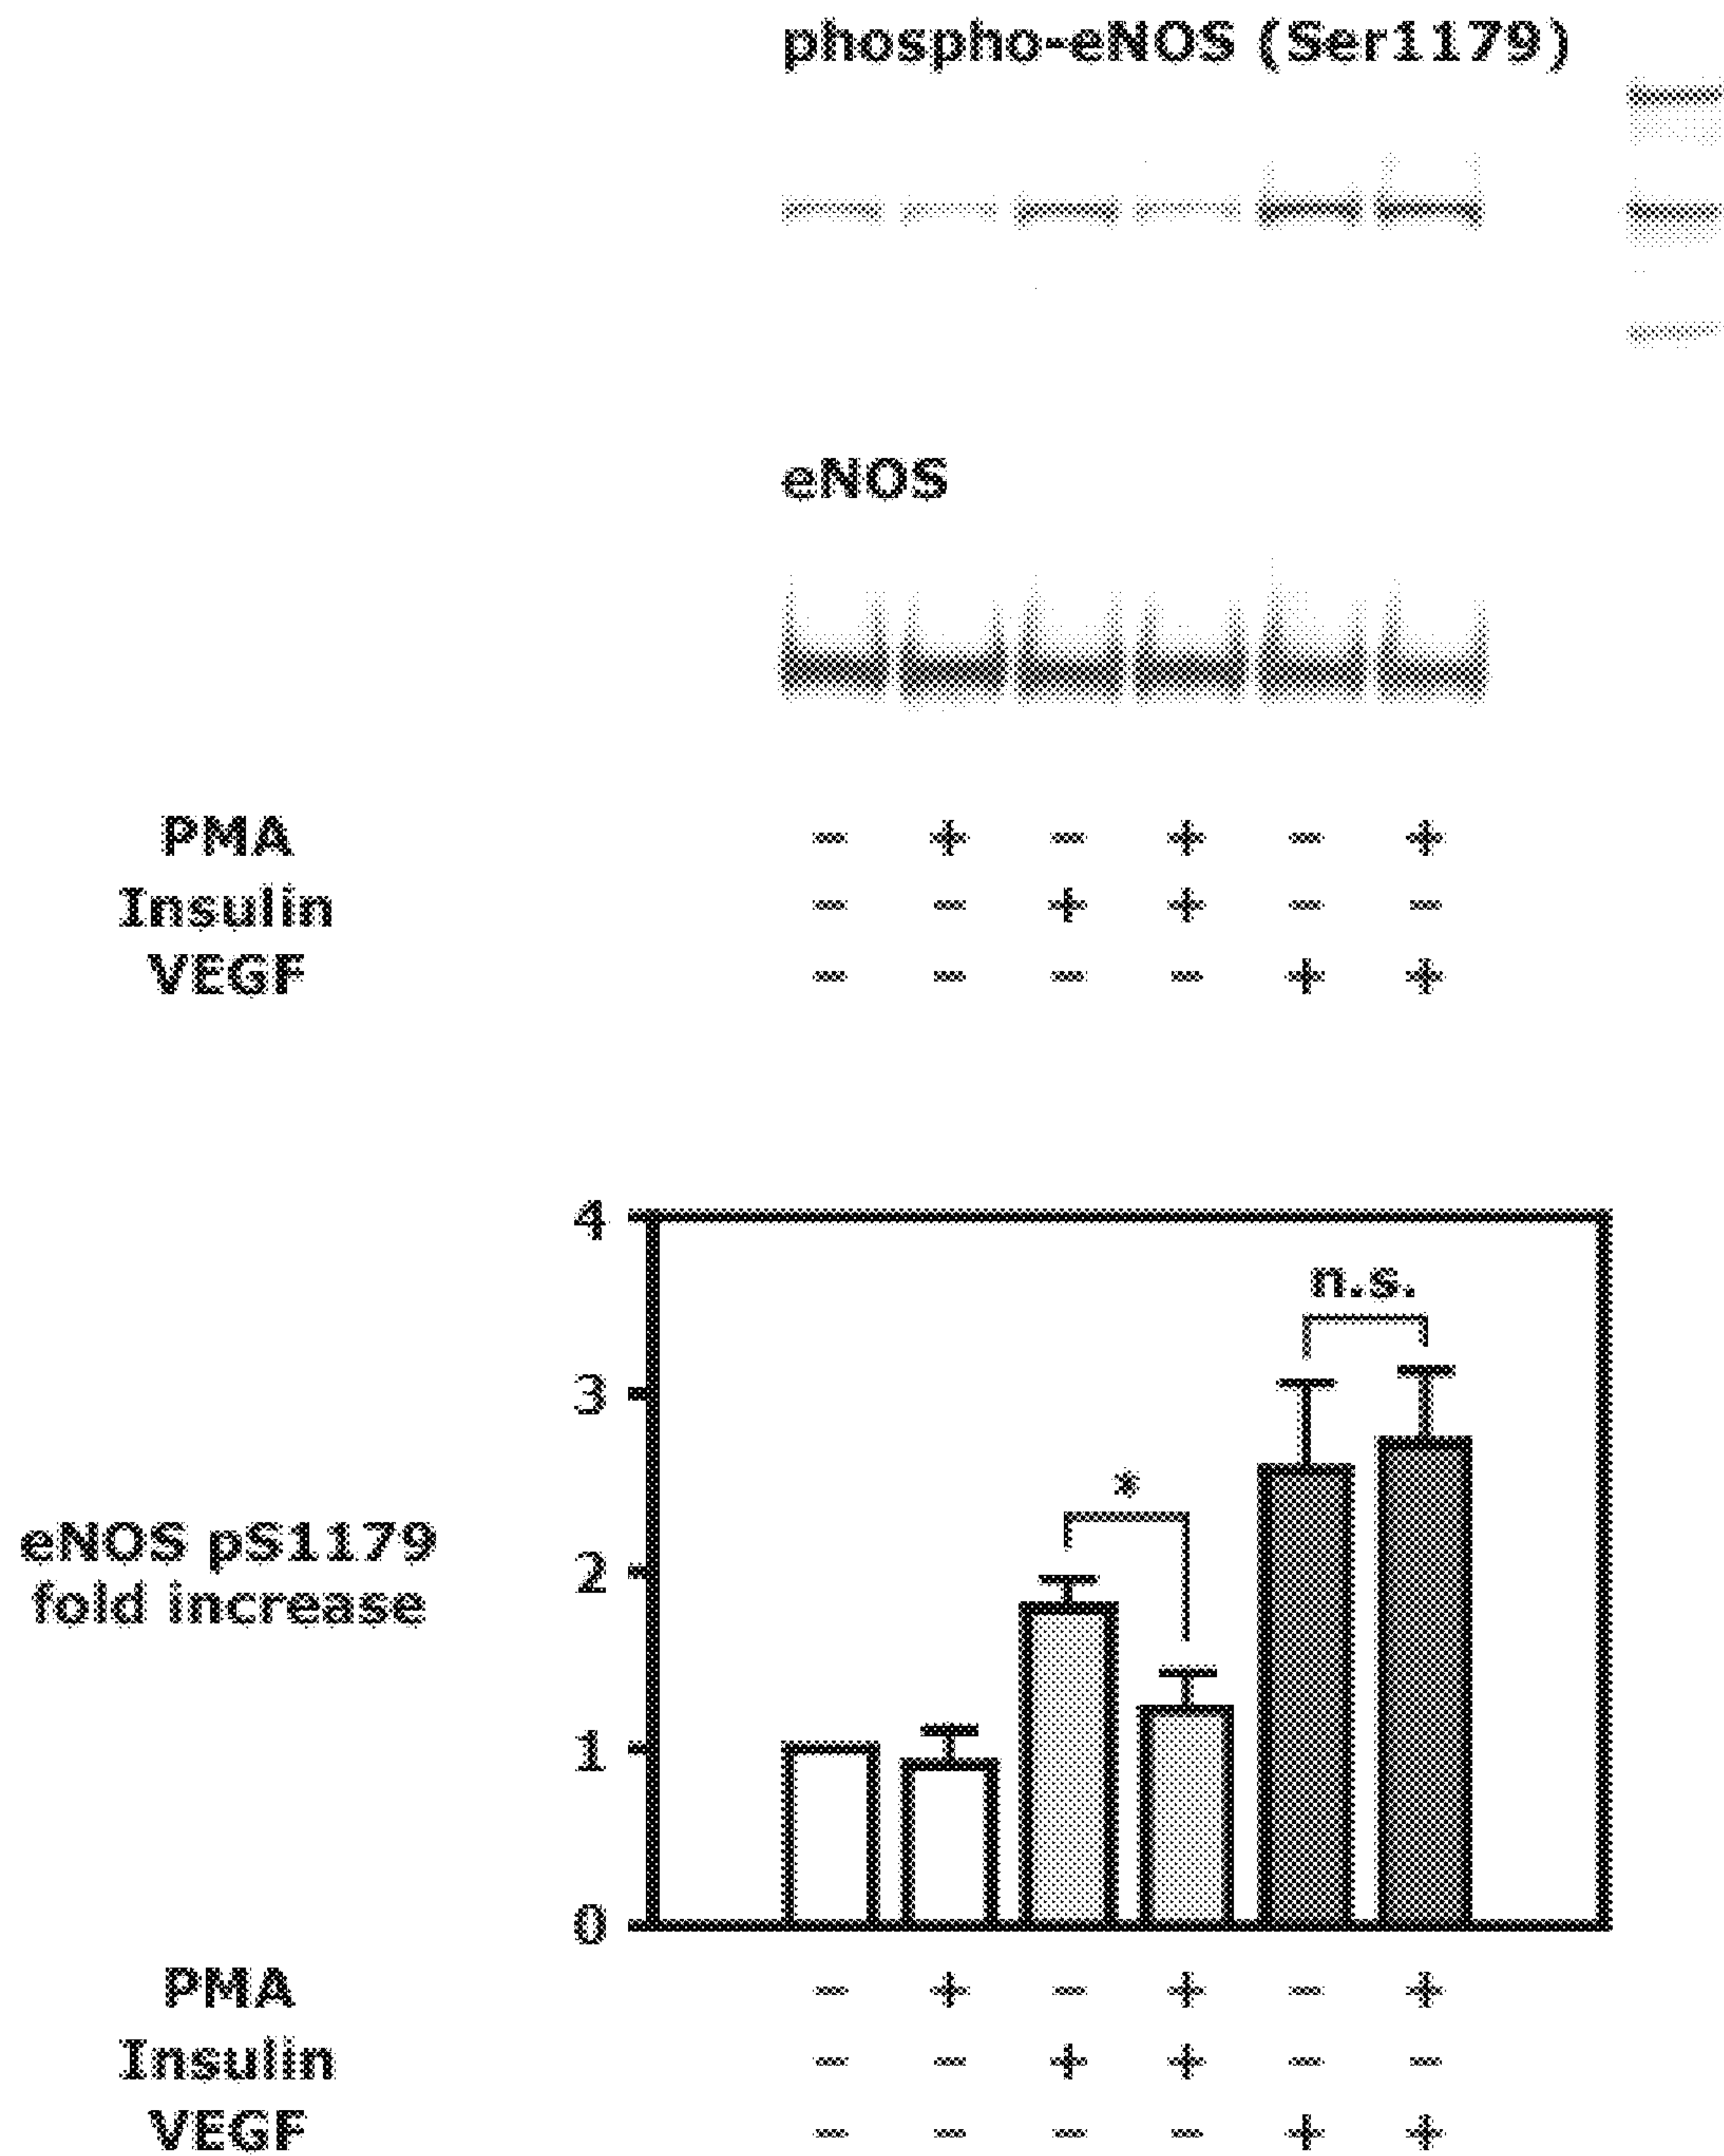 phospho-eNOS (Ser1179)
eNOS
PMA - + - + - +
Insulin - - + + - -
VEGF - - - - + +
4
n.s.
3
*
eNOS pS1179
fold increase
2
1
0
PMA - + - + - +
Insulin - - + + - -
VEGF - - - - + +